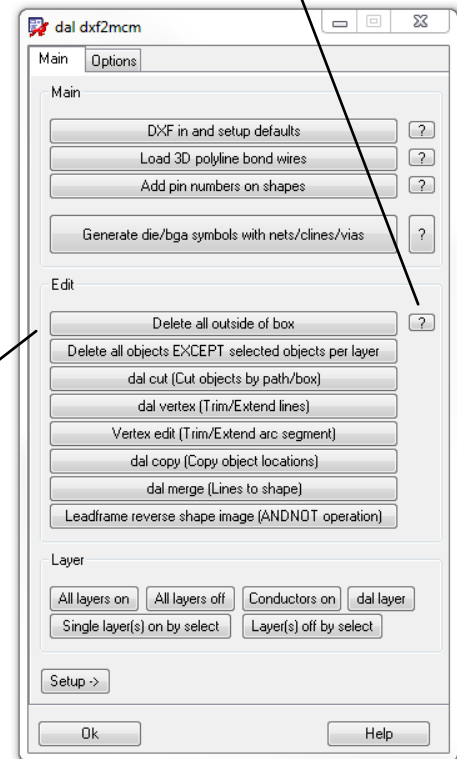 dal dxf2mcm
Main Options
Main
DXF in and setup defaults ?
Load 3D polyline bond wires ?
Add pin numbers on shapes ?
Generate die/bga symbols with nets/clines/vias ?
Edit
Delete all outside of box ?
Delete all objects EXCEPT selected objects per layer
dal cut (Cut objects by path/box)
dal vertex (Trim/Extend lines)
Vertex edit (Trim/Extend arc segment)
dal copy (Copy object locations)
dal merge (Lines to shape)
Leadframe reverse shape image (ANDNOT operation)
Layer
All layers on All layers off Conductors on dal layer
Single layer(s) on by select Layer(s) off by select
Setup ->
Ok Help